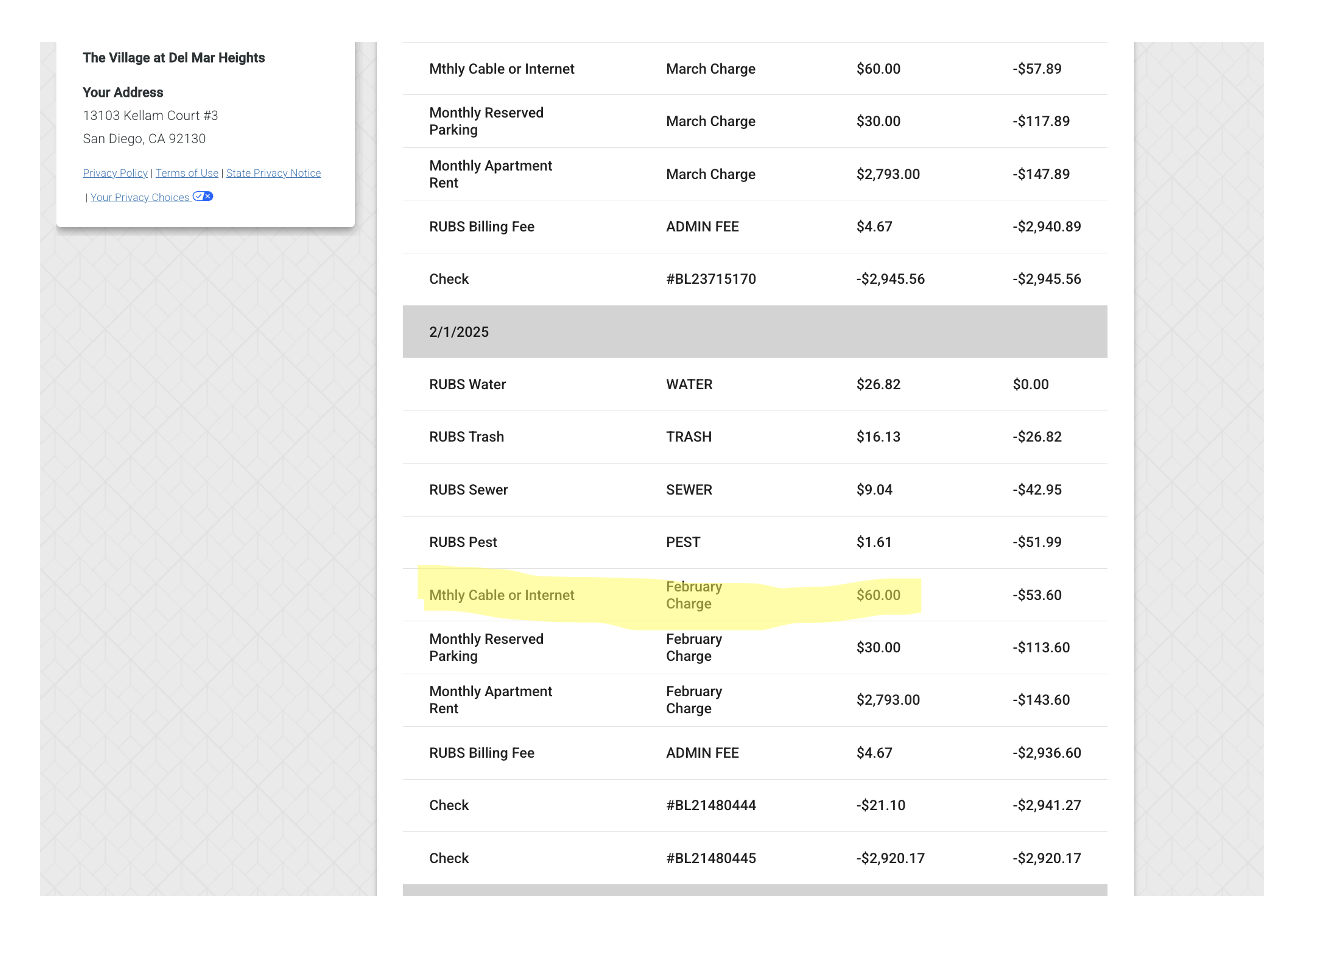 The Village at Del Mar Heights
Your Address
13103 Kellam Court #3
San Diego, CA 92130
Privacy Policy | Terms of Use | State Privacy Notice
| Your Privacy Choices
Mthly Cable or Internet March Charge $60.00 -$57.89
Monthly Reserved
Parking March Charge $30.00 -$117.89
Monthly Apartment
Rent March Charge $2,793.00 -$147.89
RUBS Billing Fee ADMIN FEE $4.67 -$2,940.89
Check #BL23715170 -$2,945.56 -$2,945.56
2/1/2025
RUBS Water WATER $26.82 $0.00
RUBS Trash TRASH $16.13 -$26.82
RUBS Sewer SEWER $9.04 -$42.95
RUBS Pest PEST $1.61 -$51.99
Mthly Cable or Internet February
Charge $60.00 -$53.60
Monthly Reserved February
Parking Charge $30.00 -$113.60
Monthly Apartment February
Rent Charge $2,793.00 -$143.60
RUBS Billing Fee ADMIN FEE $4.67 -$2,936.60
Check #BL21480444 -$21.10 -$2,941.27
Check #BL21480445 -$2,920.17 -$2,920.17